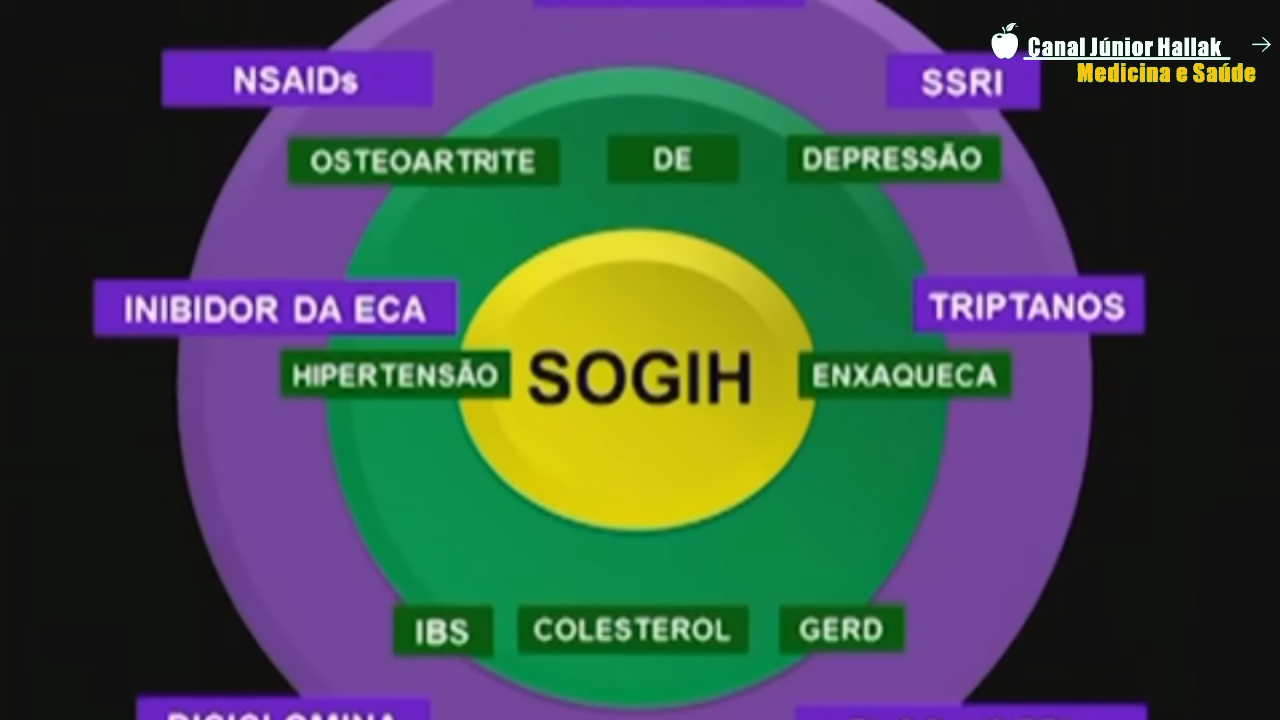 Canal Júnior Hallak
Medicina e Saúde
NSAIDs
SSRI
OSTEOARTRITE
DE
DEPRESSÃO
INIBIDOR DA ECA
TRIPTANOS
HIPERTENSÃO
SOGIH
ENXAQUECA
IBS
COLESTEROL
GERD